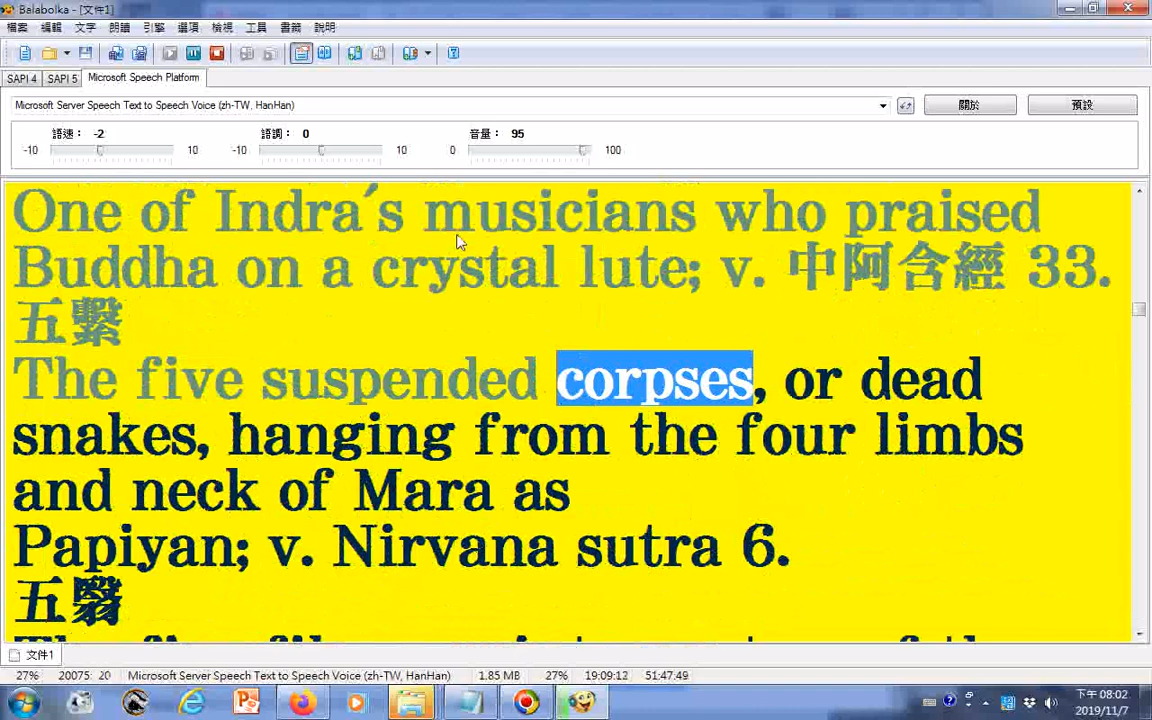 Balabolka - [文件1]
檔案 編輯 文字 朗讀 引擎 選項 檢視 工具 書籤 說明
SAPI 4 SAPI 5 Microsoft Speech Platform
Microsoft Server Speech Text to Speech Voice (zh-TW, HanHan) 關於 預設
語速： -2 語調： 0 音量： 95
-10 10 -10 10 0 100
One of Indra´s musicians who praised
Buddha on a crystal lute; v. 中阿含經 33.
五繫
The five suspended corpses, or dead
snakes, hanging from the four limbs
and neck of Mara as
Papiyan; v. Nirvana sutra 6.
五翳
文件1
27% 20075: 20 Microsoft Server Speech Text to Speech Voice (zh-TW, HanHan) 1.85 MB 27% 19:09:12 51:47:49
下午 08:02
2019/11/7